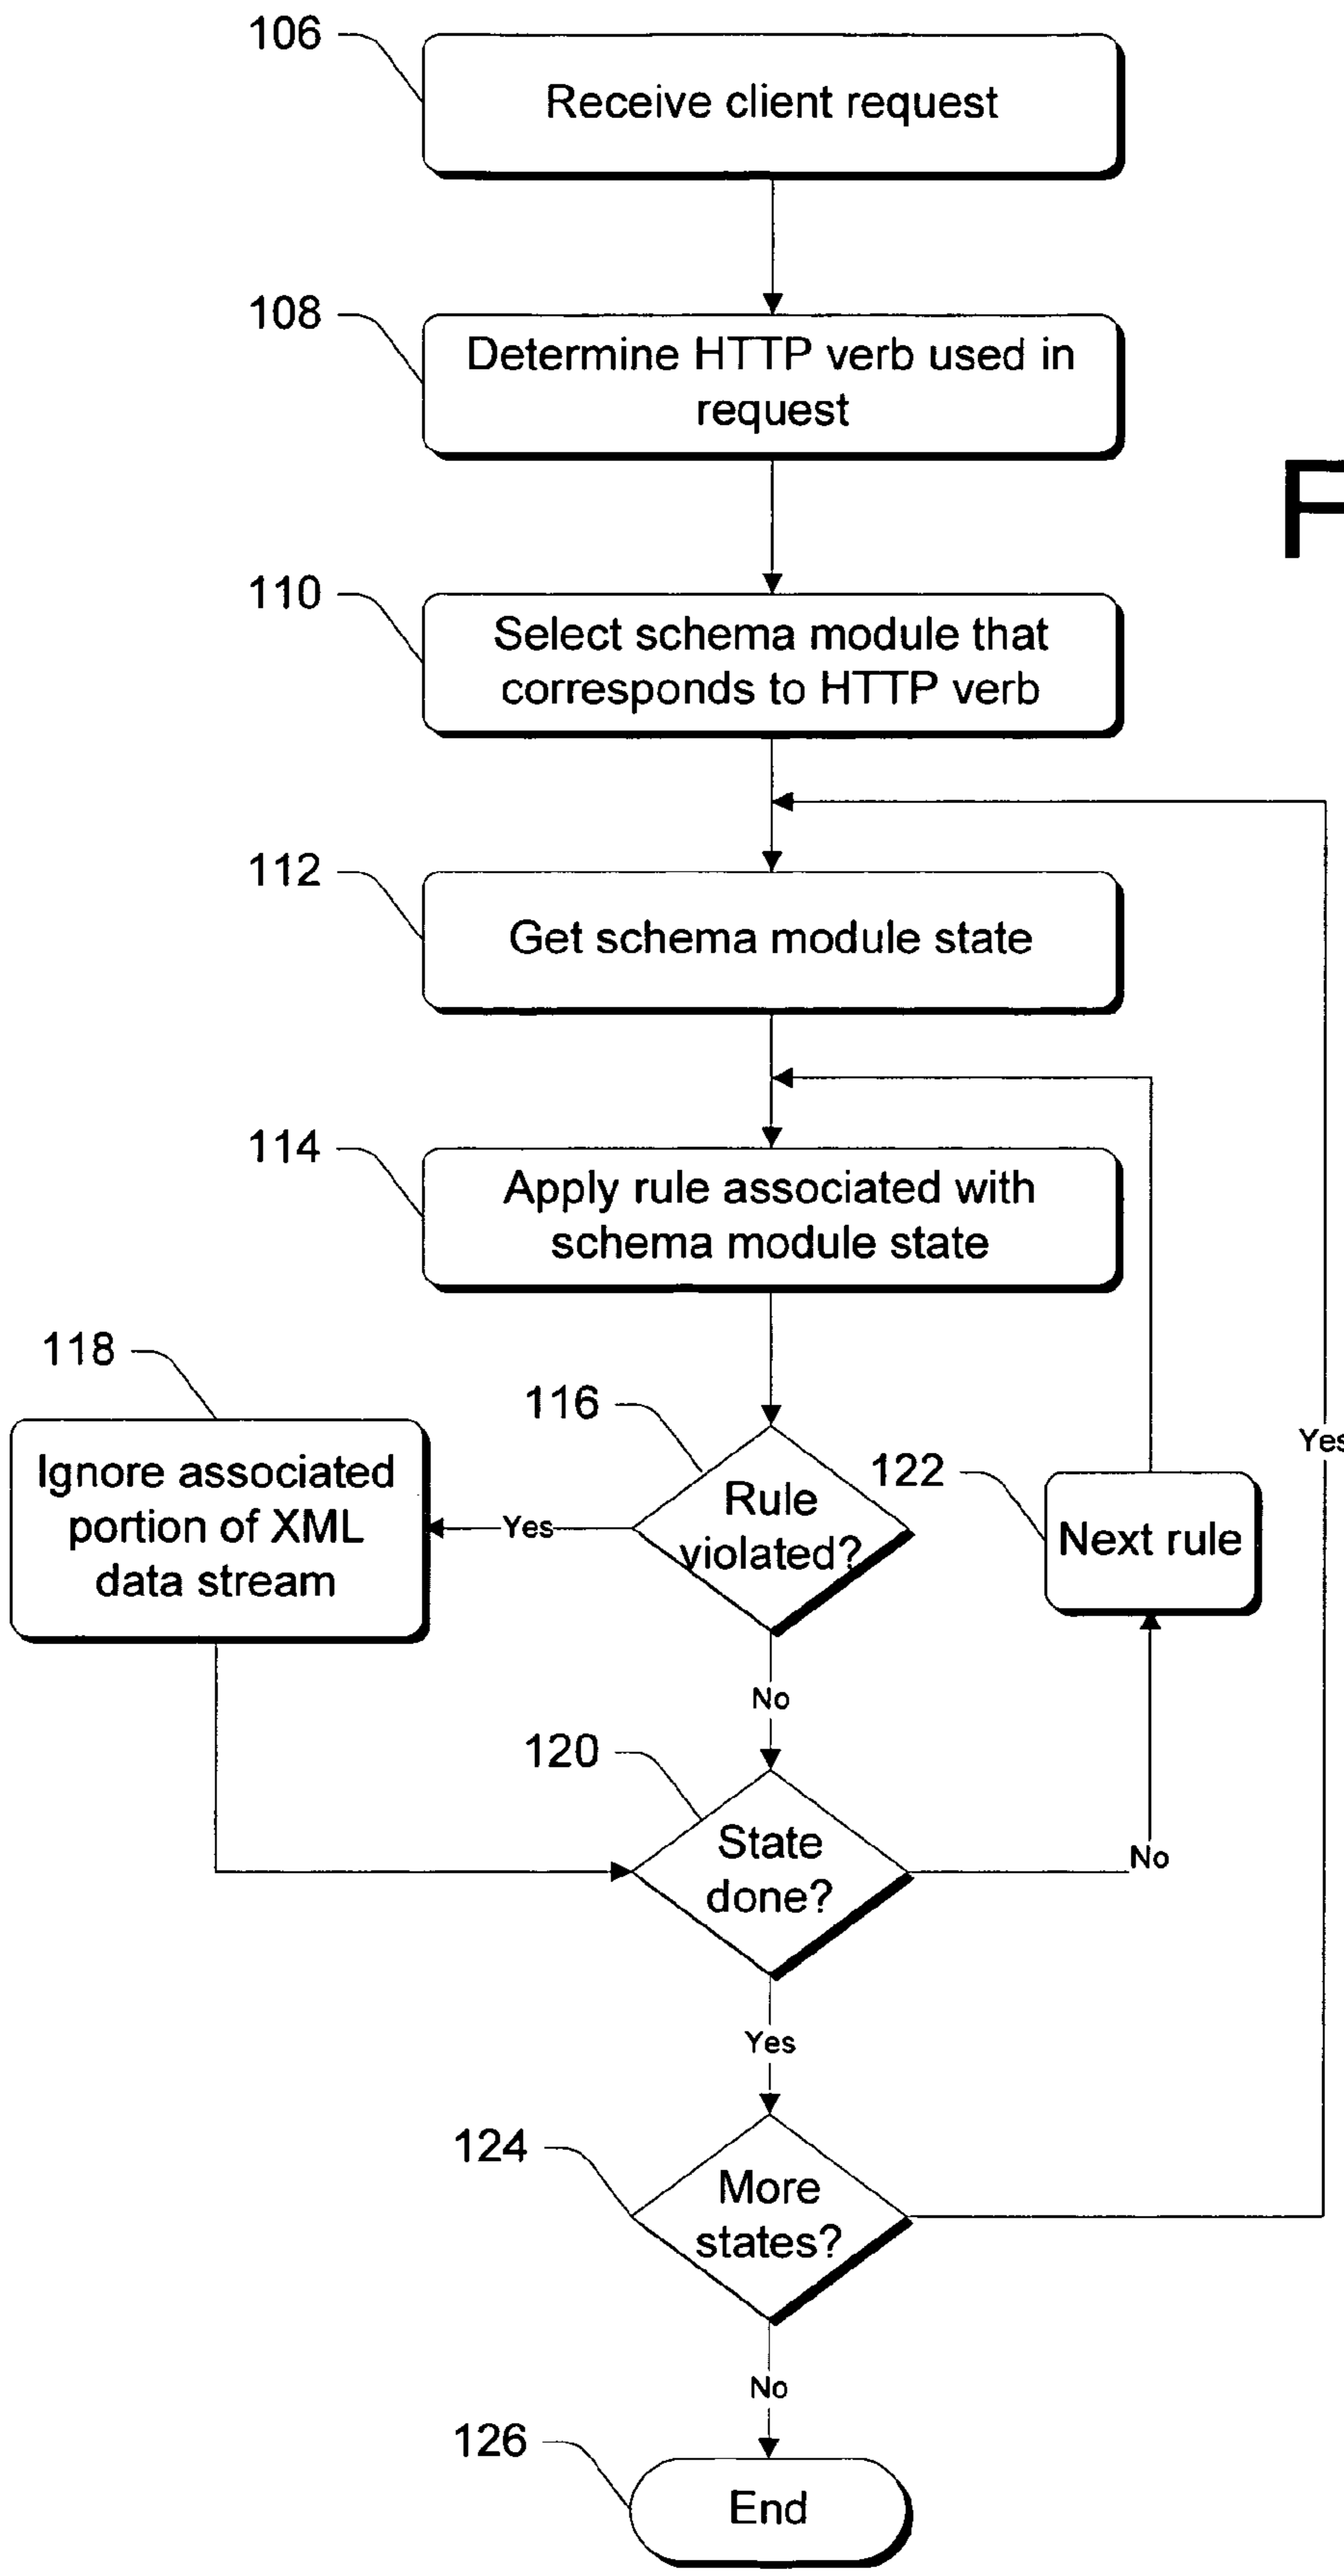 106
Receive client request
108
Determine HTTP verb used in
request
F
110
Select schema module that
corresponds to HTTP verb
112
Get schema module state
114
Apply rule associated with
schema module state
118
Ignore associated
portion of XML
data stream
116
Rule
violated?
Yes
122
Next rule
Yes
No
120
State
done?
No
Yes
124
More
states?
No
126
End